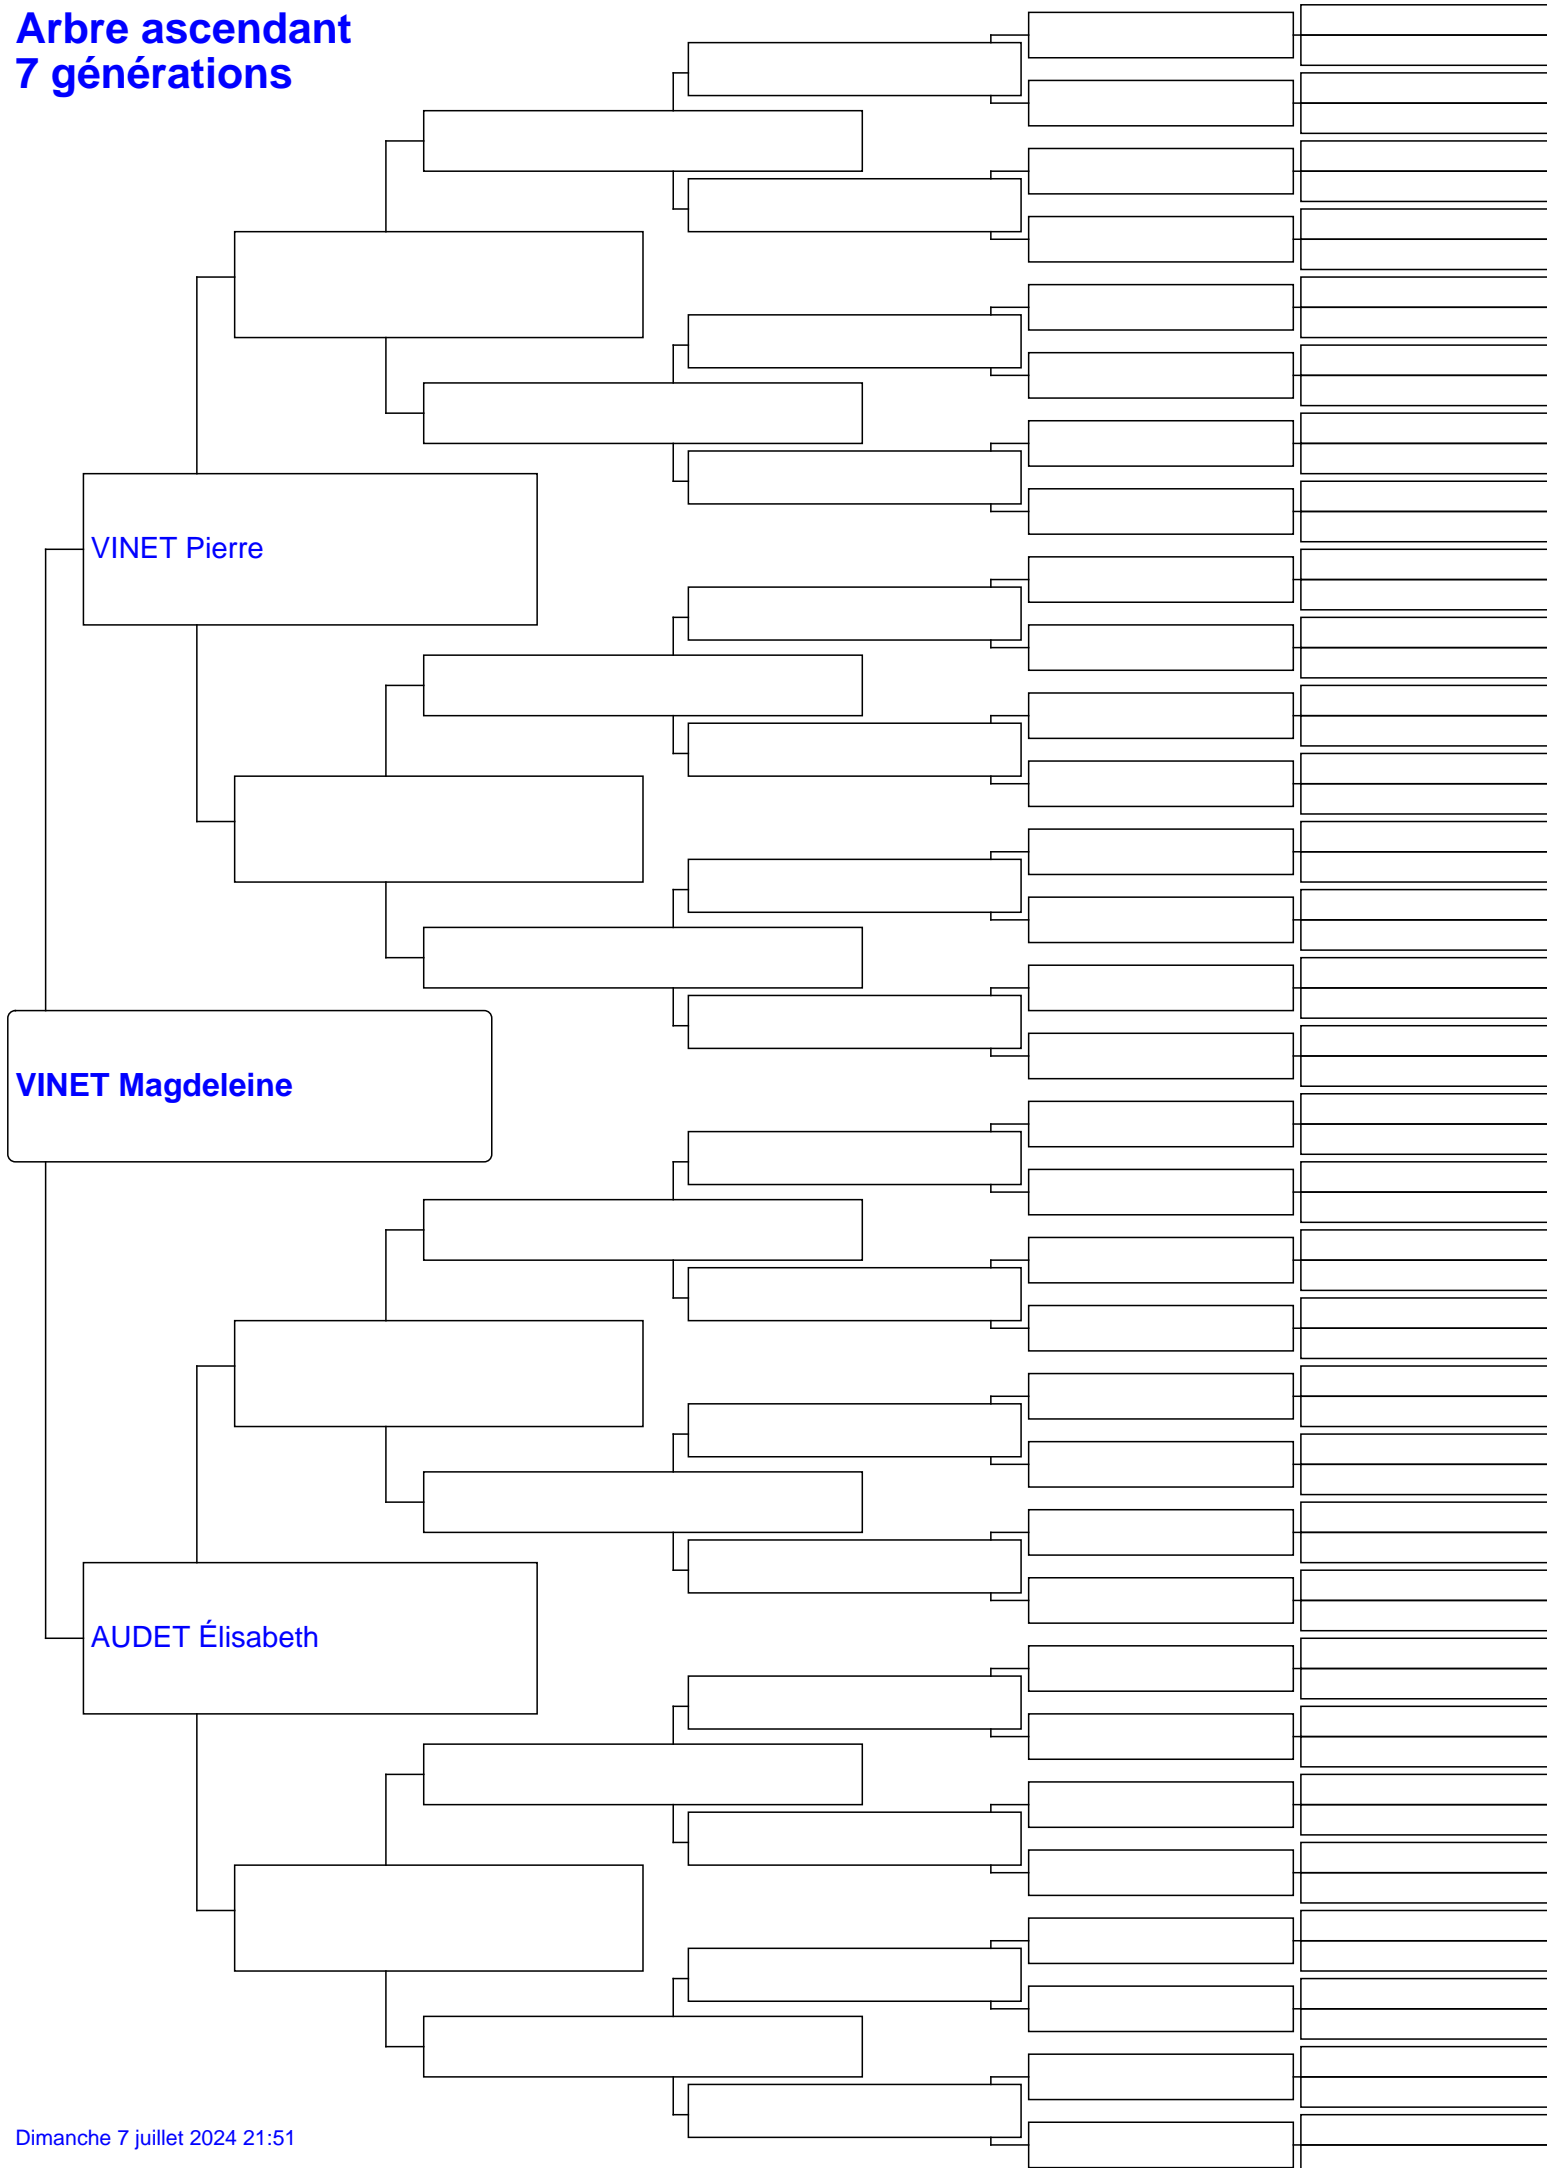 Arbre ascendant
7 générations
VINET Pierre
VINET Magdeleine
AUDET Élisabeth
Dimanche 7 juillet 2024 21:51